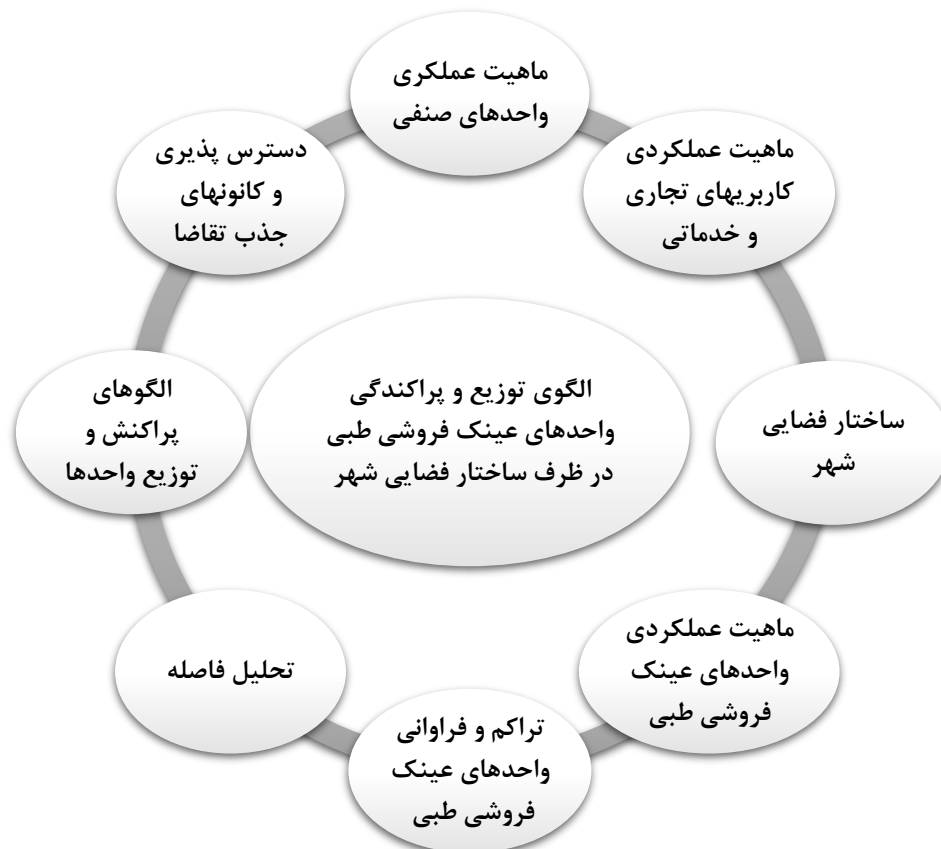 ماهیت عملکری
واحدهای صنفی
ماهیت عملکردی
کاربریهای تجاری
و خدماتی
ساختار فضایی
شهر
ماهیت عملکردی
واحدهای عینک
فروشی طبی
تراکم و فراوانی
واحدهای عینک
فروشی طبی
تحلیل فاصله
الگوهای
پراکنش و
توزیع واحدها
دسترس پذیری
و کانونهای
جذب تقاضا
الگوی توزیع و پراکندگی
واحدهای عینک فروشی طبی
در ظرف ساختار فضایی شهر